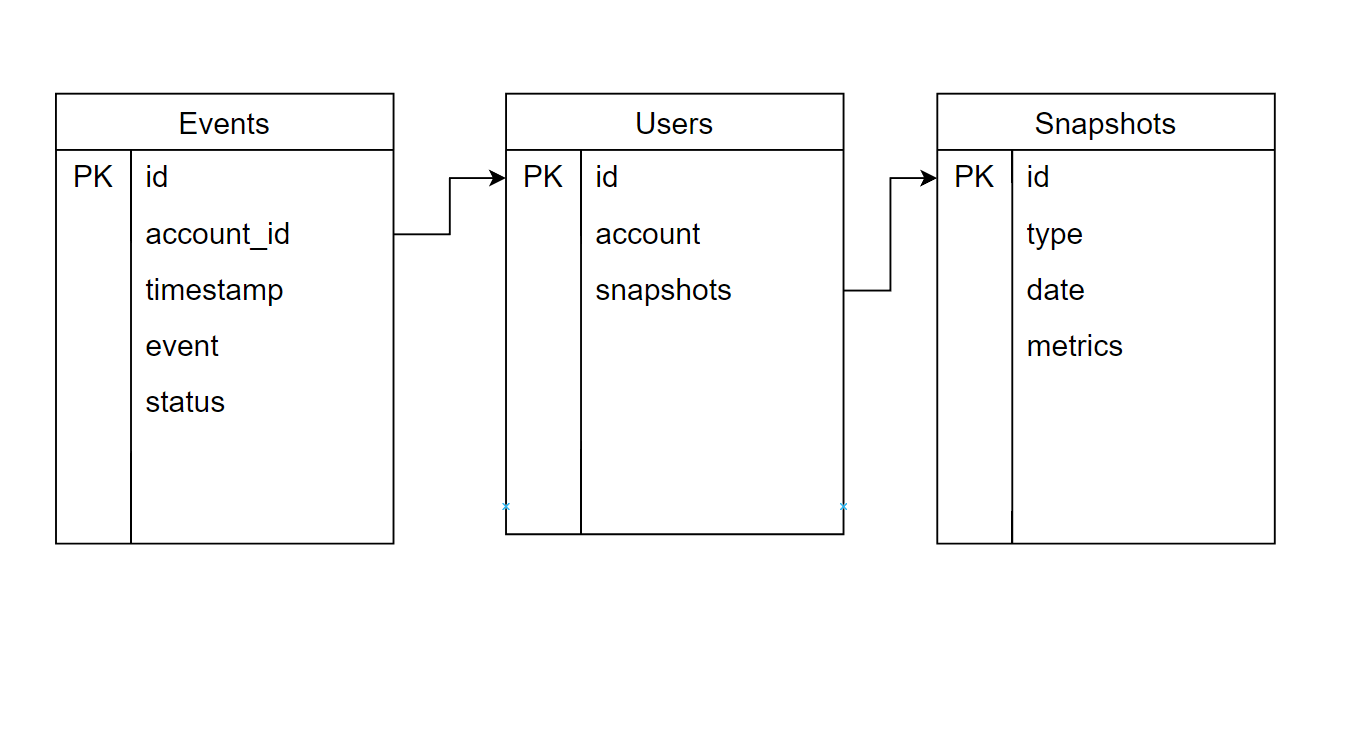 Events
PK id
account_id
timestamp
event
status
Users
PK id
account
snapshots
Snapshots
PK id
type
date
metrics